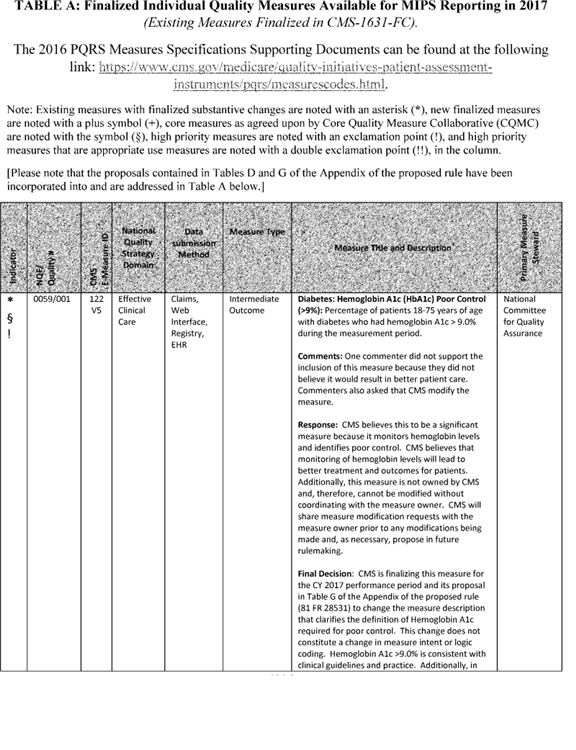 TABLE A: Finalized Individual Quality Measures Available for MIPS Reporting in 2017
(Existing Measures Finalized in CMS-1631-FC).
The 2016 PQRS Measures Specifications Supporting Documents can be found at the following
link: https://www.cms.gov/medicare/quality-initiatives-patient-assessment-
instruments/pqrs/measurescodes.html.
Note: Existing measures with finalized substantive changes are noted with an asterisk (*), new finalized measures
are noted with a plus symbol (+), core measures as agreed upon by Core Quality Measure Collaborative (CQMC)
are noted with the symbol (§), high priority measures are noted with an exclamation point (!), and high priority
measures that are appropriate use measures are noted with a double exclamation point (!!), in the column.
[Please note that the proposals contained in Tables D and G of the Appendix of the proposed rule have been
incorporated into and are addressed in Table A below.]
Indicator
NQF/
Quality #
CMS
E-Measure ID
National
Quality
Strategy
Domain
Data
submission
Method
Measure Type
Measure Title and Description
Primary Measure
Steward
*
§
!
0059/001
122
V5
Effective
Clinical
Care
Claims,
Web
Interface,
Registry,
EHR
Intermediate
Outcome
Diabetes: Hemoglobin A1c (HbA1c) Poor Control
(>9%): Percentage of patients 18-75 years of age
with diabetes who had hemoglobin A1c > 9.0%
during the measurement period.
Comments: One commenter did not support the
inclusion of this measure because they did not
believe it would result in better patient care.
Commenters also asked that CMS modify the
measure.
Response: CMS believes this to be a significant
measure because it monitors hemoglobin levels
and identifies poor control. CMS believes that
monitoring of hemoglobin levels will lead to
better treatment and outcomes for patients.
Additionally, this measure is not owned by CMS
and, therefore, cannot be modified without
coordinating with the measure owner. CMS will
share measure modification requests with the
measure owner prior to any modifications being
made and, as necessary, propose in future
rulemaking.
Final Decision: CMS is finalizing this measure for
the CY 2017 performance period and its proposal
in Table G of the Appendix of the proposed rule
(81 FR 28531) to change the measure description
that clarifies the definition of Hemoglobin A1c
required for poor control. This change does not
constitute a change in measure intent or logic
coding. Hemoglobin A1c >9.0% is consistent with
clinical guidelines and practice. Additionally, in
National
Committee
for Quality
Assurance